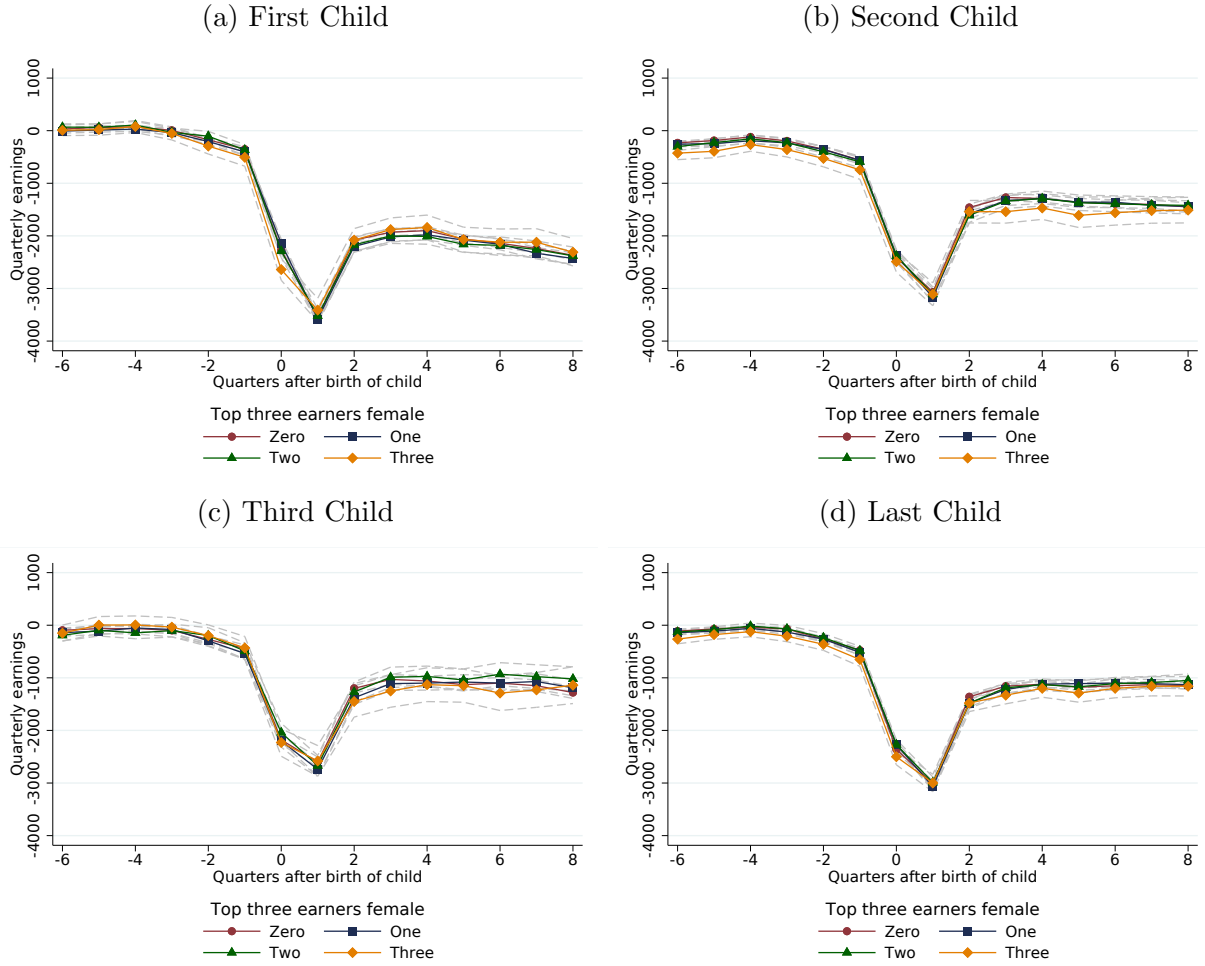 (a) First Child
Quarterly earnings
1000
0
-1000
-2000
-3000
-4000
-6 -4 -2 0 2 4 6 8
Quarters after birth of child
Top three earners female
Zero One
Two Three
(b) Second Child
Quarterly earnings
1000
0
-1000
-2000
-3000
-4000
-6 -4 -2 0 2 4 6 8
Quarters after birth of child
Top three earners female
Zero One
Two Three
(c) Third Child
Quarterly earnings
1000
0
-1000
-2000
-3000
-4000
-6 -4 -2 0 2 4 6 8
Quarters after birth of child
Top three earners female
Zero One
Two Three
(d) Last Child
Quarterly earnings
1000
0
-1000
-2000
-3000
-4000
-6 -4 -2 0 2 4 6 8
Quarters after birth of child
Top three earners female
Zero One
Two Three